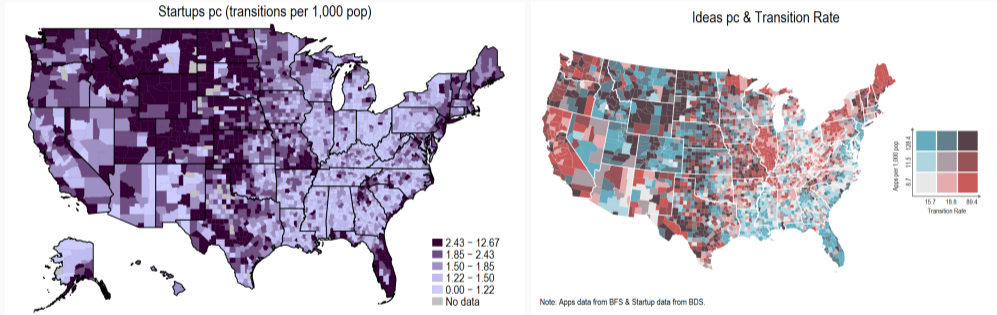 Startups pc (transitions per 1,000 pop)
2.43 - 12.67
1.85 - 2.43
1.50 - 1.85
1.22 - 1.50
0.00 - 1.22
No data
Ideas pc & Transition Rate
Apps per 1,000 pop
128.4
11.5
8.7
15.7 18.8 89.4
Transition Rate
Note: Apps data from BFS & Startup data from BDS.